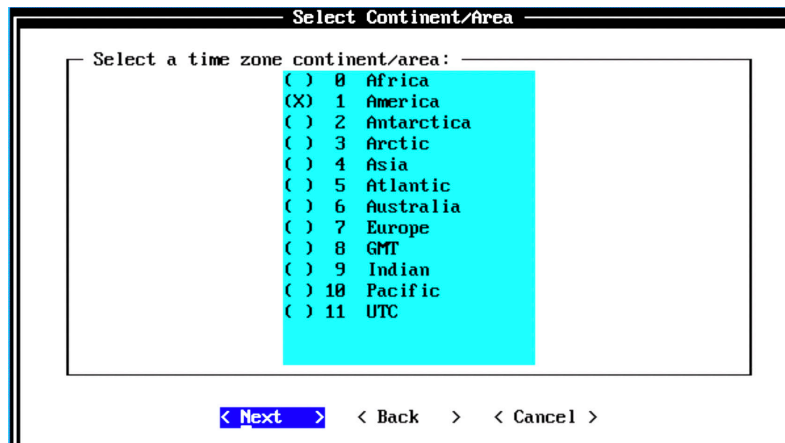 Select Continent/Area
Select a time zone continent/area:
( ) 0 Africa
(X) 1 America
( ) 2 Antarctica
( ) 3 Arctic
( ) 4 Asia
( ) 5 Atlantic
( ) 6 Australia
( ) 7 Europe
( ) 8 GMT
( ) 9 Indian
( ) 10 Pacific
( ) 11 UTC
< Next > < Back > < Cancel >